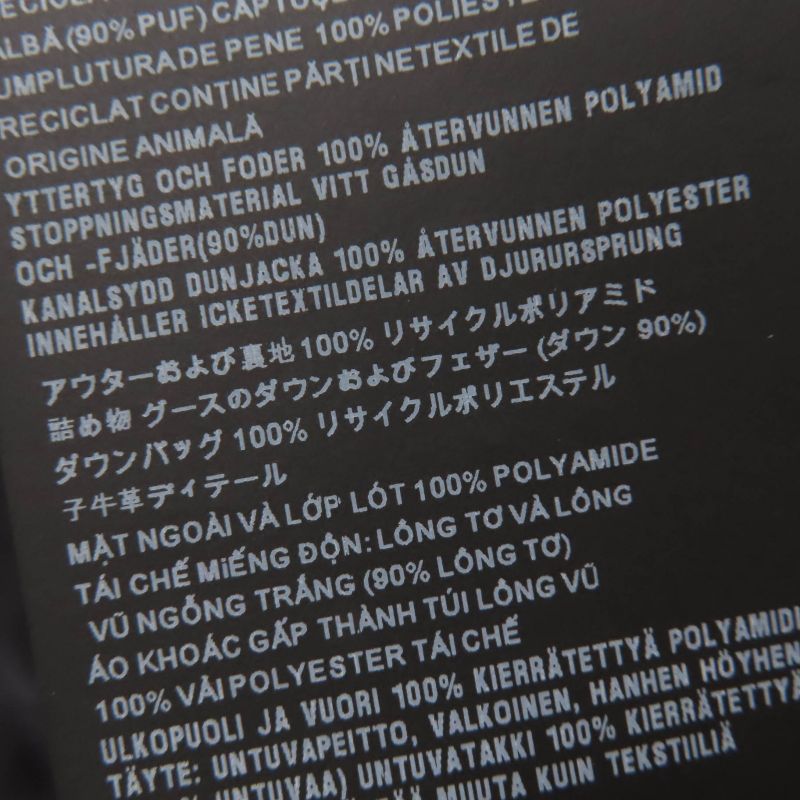 ALBĂ (90% PUF) CAPTUȘE
UMPLUTURA DE PENE 100% POLIESTE
RECICLAT CONȚINE PĂRȚI NETEXTILE DE
ORIGINE ANIMALĂ
YTTERTYG OCH FODER 100% ÅTERVUNNEN POLYAMID
STOPPNINGSMATERIAL VITT GÅSDUN
OCH -FJÄDER(90%DUN)
KANALSYDD DUNJACKA 100% ÅTERVUNNEN POLYESTER
INNEHÅLLER ICKETEXTILDELAR AV DJURURSPRUNG
アウターおよび裏地 100% リサイクルポリアミド
詰め物 グースのダウンおよびフェザー (ダウン 90%)
ダウンバッグ 100% リサイクルポリエステル
子牛革ディテール
MẶT NGOÀI VÀ LỚP LÓT 100% POLYAMIDE
TÁI CHẾ MIẾNG ĐỘN: LÔNG TƠ VÀ LÔNG
VŨ NGỖNG TRẮNG (90% LÔNG TƠ)
ÁO KHOÁC GẤP THÀNH TÚI LÔNG VŨ
100% VẢI POLYESTER TÁI CHẾ
ULKOPUOLI JA VUORI 100% KIERRÄTETTYÄ POLYAMIDI
TÄYTE: UNTUVAPEITTO, VALKOINEN, HANHEN HÖYHEN
UNTUVAA) UNTUVATAKKI 100% KIERRÄTETTYÄ
MUUTA KUIN TEKSTIILIÄ